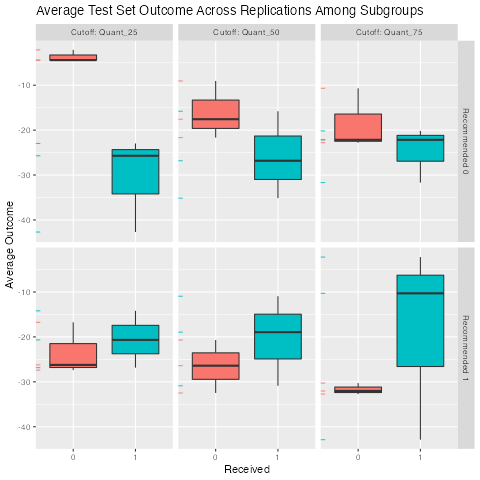 Average Test Set Outcome Across Replications Among Subgroups
Cutoff: Quant_25
Cutoff: Quant_50
Cutoff: Quant_75
-10
-20
-30
-40
Recommended 0
-10
-20
-30
-40
Recommended 1
Average Outcome
0
1
0
1
0
1
Received